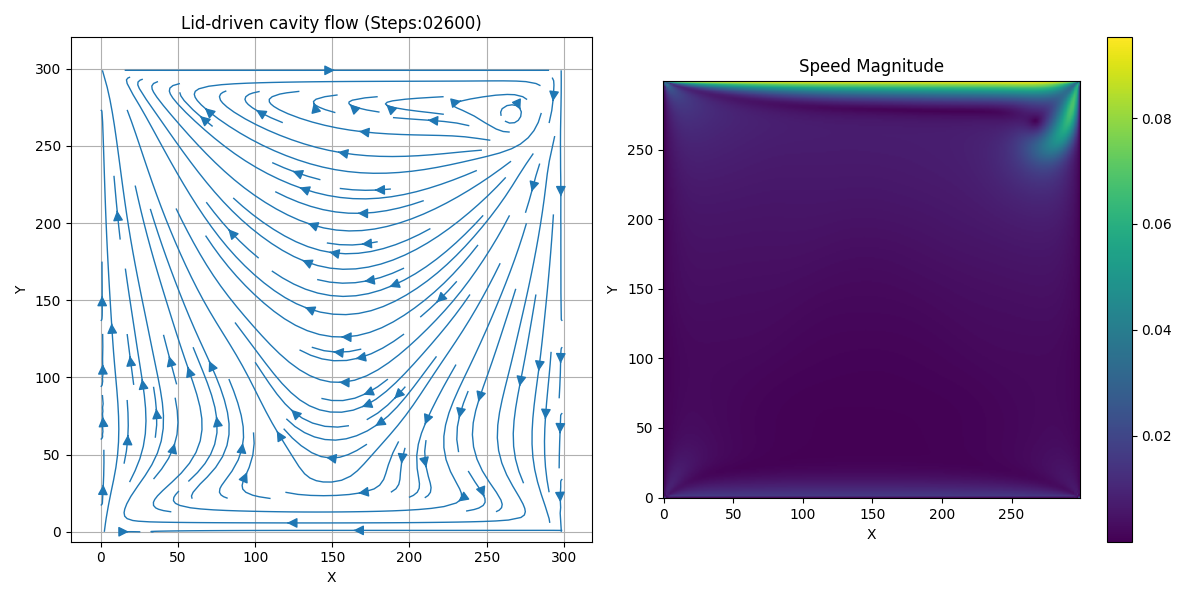 Lid-driven cavity flow (Steps:02600)
Y
300
250
200
150
100
50
0
0 50 100 150 200 250 300
X
Speed Magnitude
Y
250
200
150
100
50
0
0 50 100 150 200 250
X
0.08
0.06
0.04
0.02